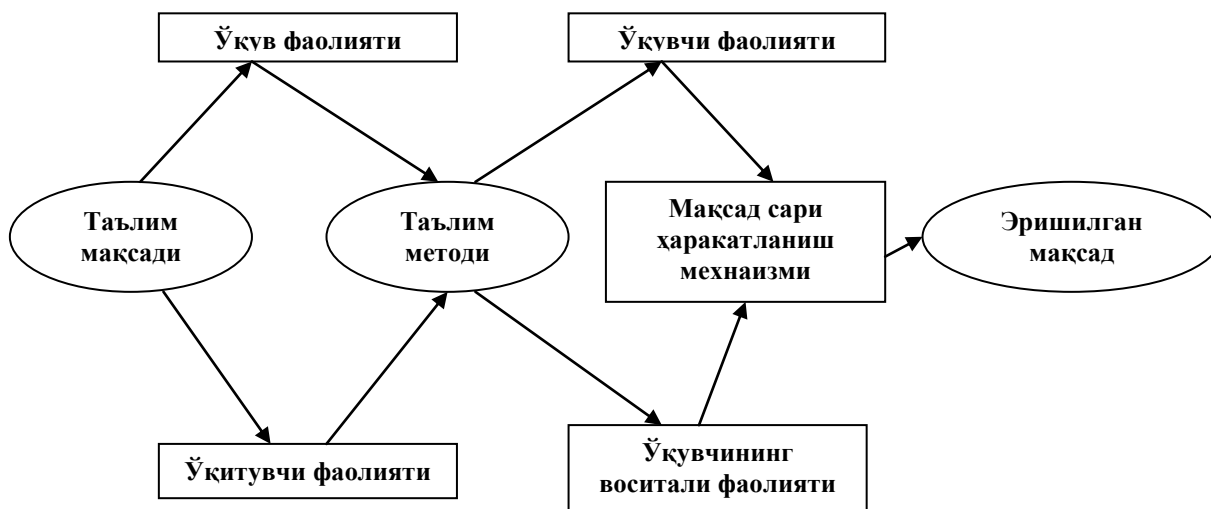 Ўқув фаолияти
Ўқувчи фаолияти
Таълим
мақсади
Таълим
методи
Мақсад сари
ҳаракатланиш
мехнаизми
Эришилган
мақсад
Ўқитувчи фаолияти
Ўқувчининг
воситали фаолияти